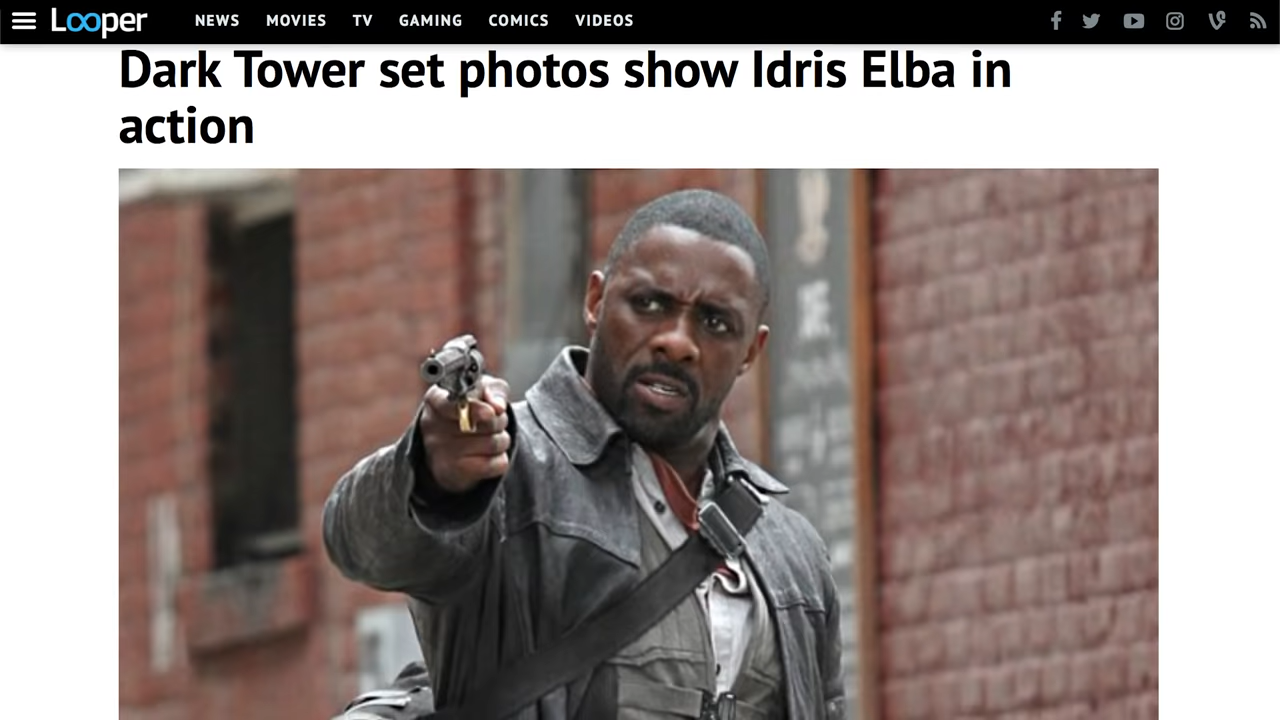 Looper NEWS MOVIES TV GAMING COMICS VIDEOS
Dark Tower set photos show Idris Elba in
action